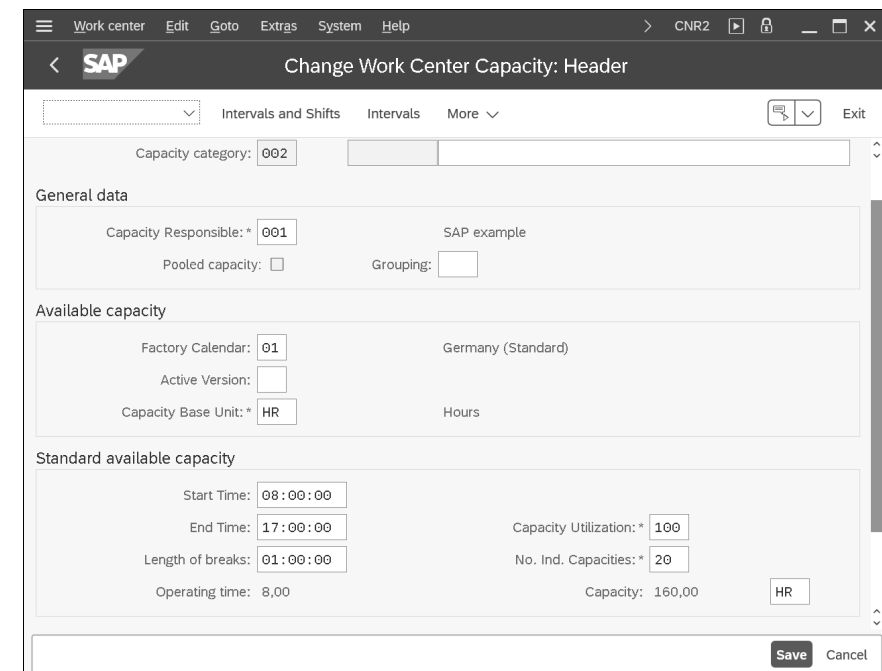 Work center Edit Goto Extras System Help CNR2
SAP Change Work Center Capacity: Header
Intervals and Shifts Intervals More Exit
Capacity category: 002
General data
Capacity Responsible: * 001 SAP example
Pooled capacity: Grouping:
Available capacity
Factory Calendar: 01 Germany (Standard)
Active Version:
Capacity Base Unit: * HR Hours
Standard available capacity
Start Time: 08:00:00
End Time: 17:00:00 Capacity Utilization: * 100
Length of breaks: 01:00:00 No. Ind. Capacities: * 20
Operating time: 8,00 Capacity: 160,00 HR
Save Cancel